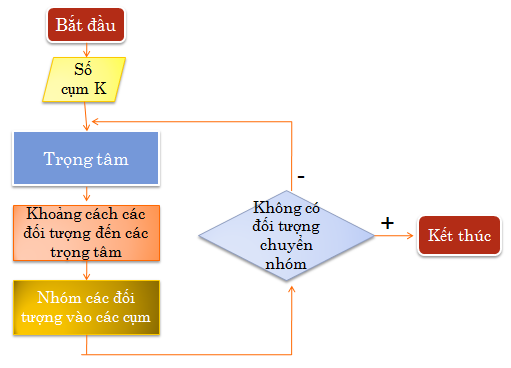 Bắt đầu
Số
cụm K
Trọng tâm
Khoảng cách các
đối tượng đến các
trọng tâm
Nhóm các đối
tượng vào các cụm
-
Không có
đối tượng
chuyển
nhóm
+
Kết thúc